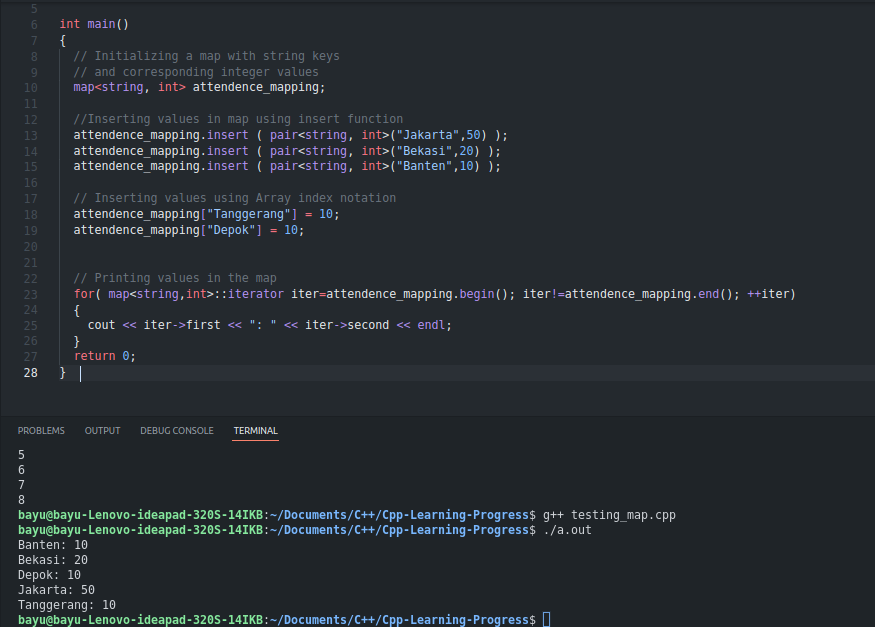 5
6 int main()
7 {
8 // Initializing a map with string keys
9 // and corresponding integer values
10 map<string, int> attendence_mapping;
11
12 //Inserting values in map using insert function
13 attendence_mapping.insert ( pair<string, int>("Jakarta",50) );
14 attendence_mapping.insert ( pair<string, int>("Bekasi",20) );
15 attendence_mapping.insert ( pair<string, int>("Banten",10) );
16
17 // Inserting values using Array index notation
18 attendence_mapping["Tanggerang"] = 10;
19 attendence_mapping["Depok"] = 10;
20
21
22 // Printing values in the map
23 for( map<string,int>::iterator iter=attendence_mapping.begin(); iter!=attendence_mapping.end(); ++iter)
24 {
25 cout << iter->first << ": " << iter->second << endl;
26 }
27 return 0;
28 }
PROBLEMS OUTPUT DEBUG CONSOLE TERMINAL
5
6
7
8
bayu@bayu-Lenovo-ideapad-320S-14IKB:~/Documents/C++/Cpp-Learning-Progress$ g++ testing_map.cpp
bayu@bayu-Lenovo-ideapad-320S-14IKB:~/Documents/C++/Cpp-Learning-Progress$ ./a.out
Banten: 10
Bekasi: 20
Depok: 10
Jakarta: 50
Tanggerang: 10
bayu@bayu-Lenovo-ideapad-320S-14IKB:~/Documents/C++/Cpp-Learning-Progress$